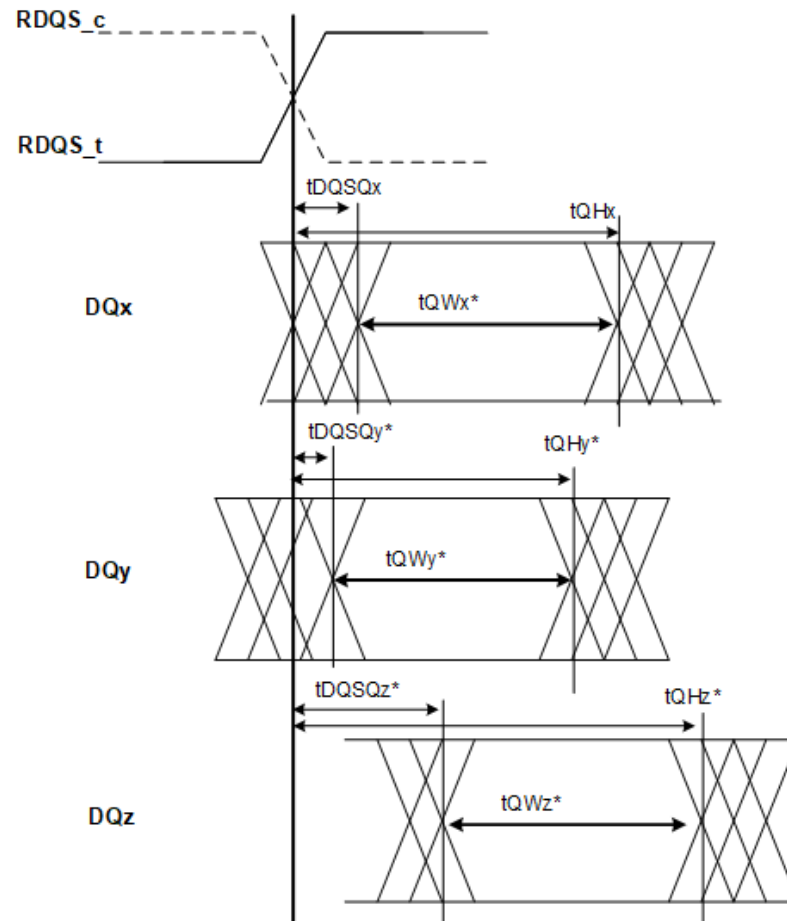 RDQS_c
RDQS_t
tDQSQx
tQHx
DQx
tQWx*
tDQSQy*
tQHy*
DQy
tQWy*
tDQSQz*
tQHz*
DQz
tQWz*